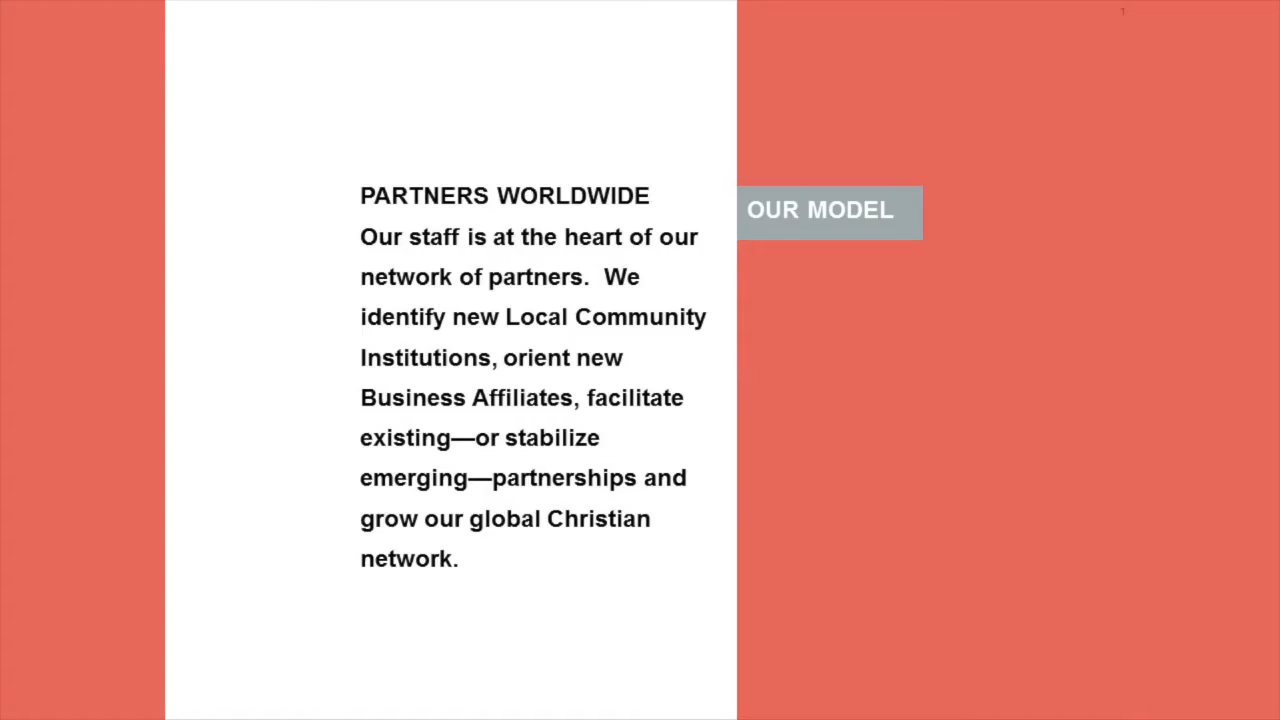 1
PARTNERS WORLDWIDE
Our staff is at the heart of our
network of partners.  We
identify new Local Community
Institutions, orient new
Business Affiliates, facilitate
existing—or stabilize
emerging—partnerships and
grow our global Christian
network.
OUR MODEL